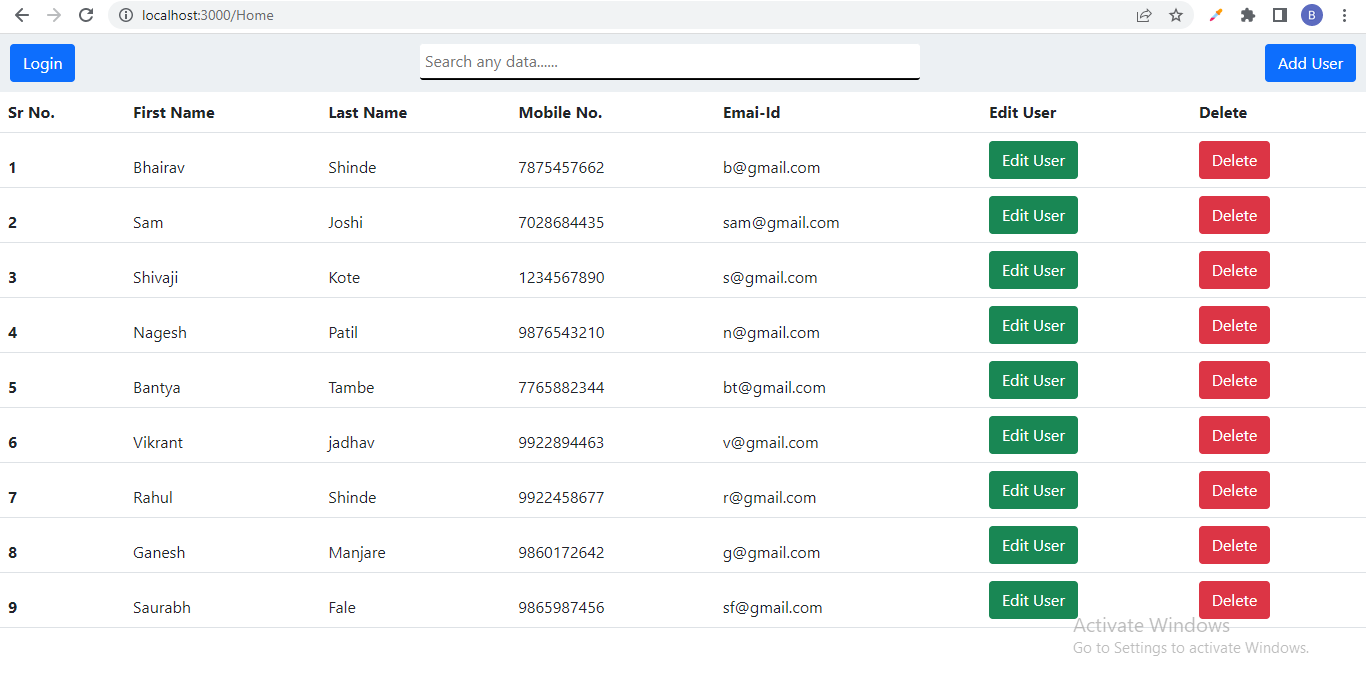 localhost:3000/Home
B
Login Search any data...... Add User
Sr No. First Name Last Name Mobile No. Emai-Id Edit User Delete
1 Bhairav Shinde 7875457662 b@gmail.com Edit User Delete
2 Sam Joshi 7028684435 sam@gmail.com Edit User Delete
3 Shivaji Kote 1234567890 s@gmail.com Edit User Delete
4 Nagesh Patil 9876543210 n@gmail.com Edit User Delete
5 Bantya Tambe 7765882344 bt@gmail.com Edit User Delete
6 Vikrant jadhav 9922894463 v@gmail.com Edit User Delete
7 Rahul Shinde 9922458677 r@gmail.com Edit User Delete
8 Ganesh Manjare 9860172642 g@gmail.com Edit User Delete
9 Saurabh Fale 9865987456 sf@gmail.com Edit User Delete
Activate Windows
Go to Settings to activate Windows.